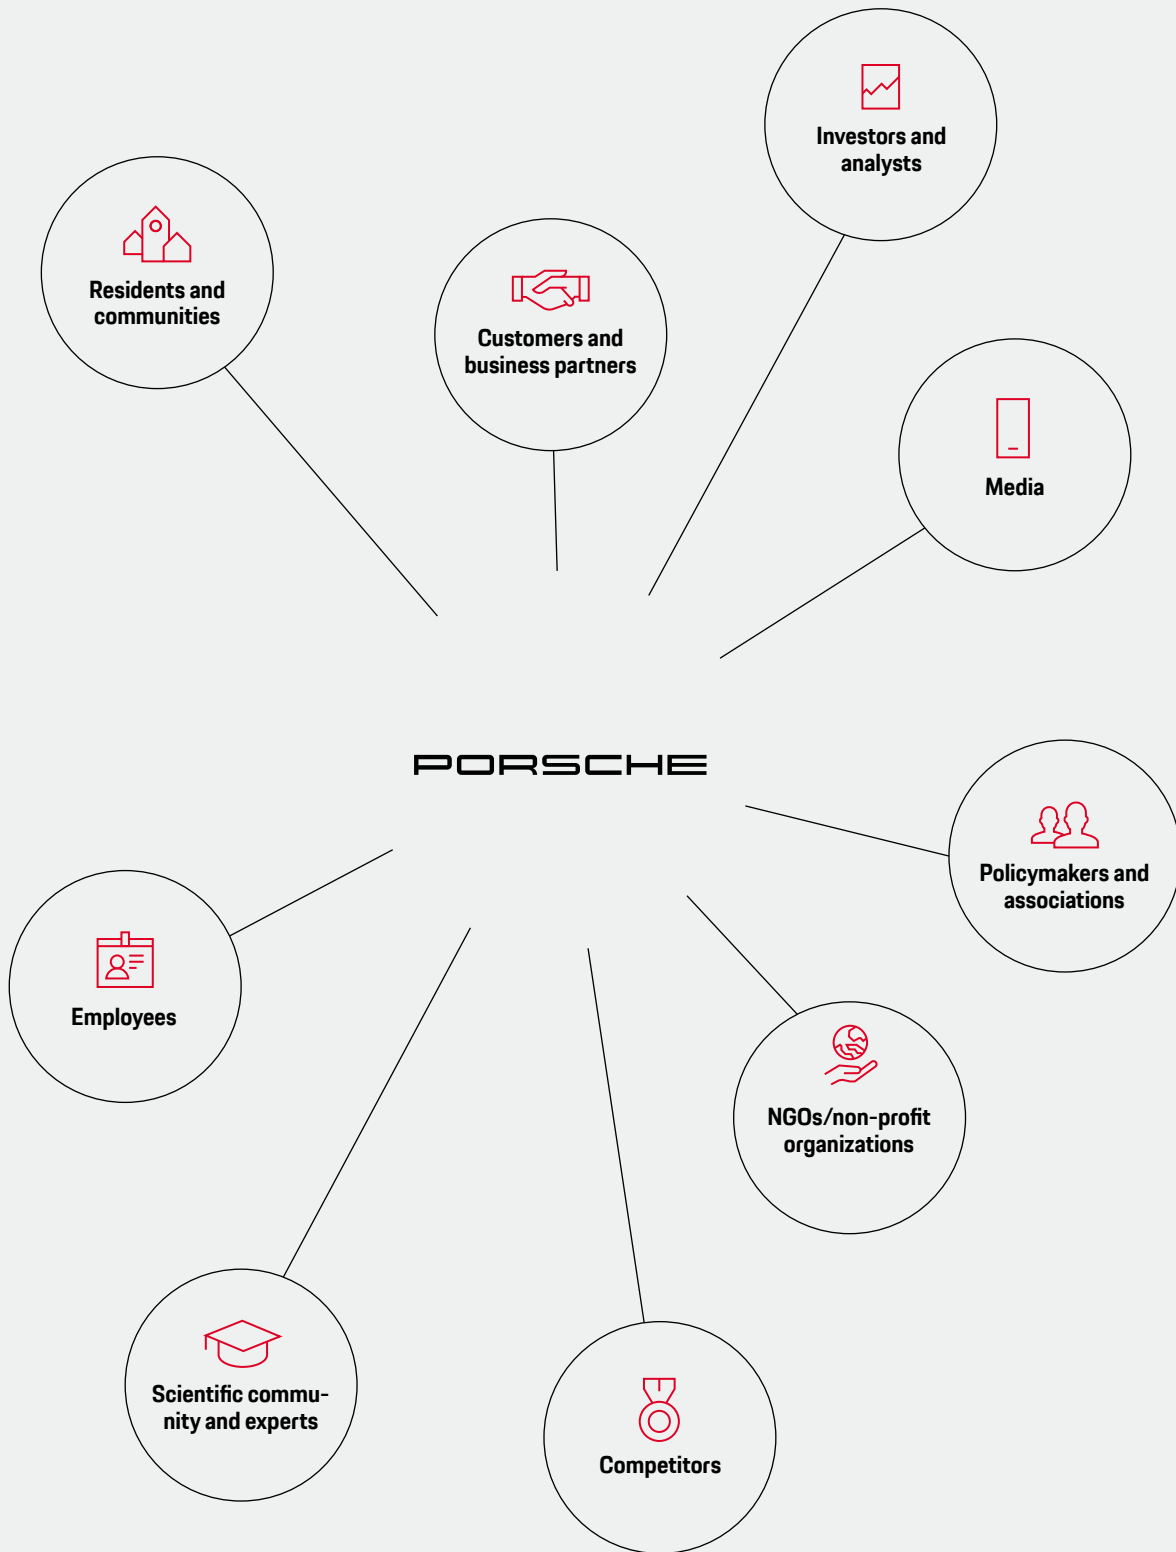 Investors and
analysts
Residents and
communities
Customers and
business partners
Media
PORSCHE
Policymakers and
associations
Employees
NGOs/non-profit
organizations
Scientific commu-
nity and experts
Competitors